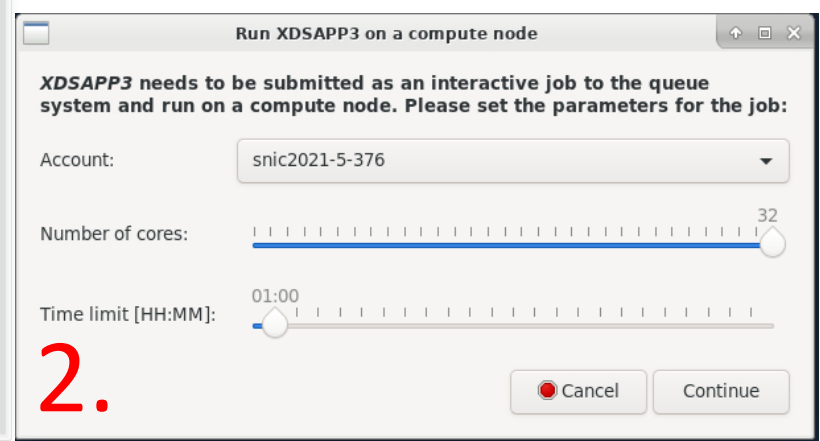 Run XDSAPP3 on a compute node
XDSAPP3 needs to be submitted as an interactive job to the queue
system and run on a compute node. Please set the parameters for the job:
Account:
snic2021-5-376
32
Number of cores:
01:00
Time limit [HH:MM]:
2.
Cancel
Continue